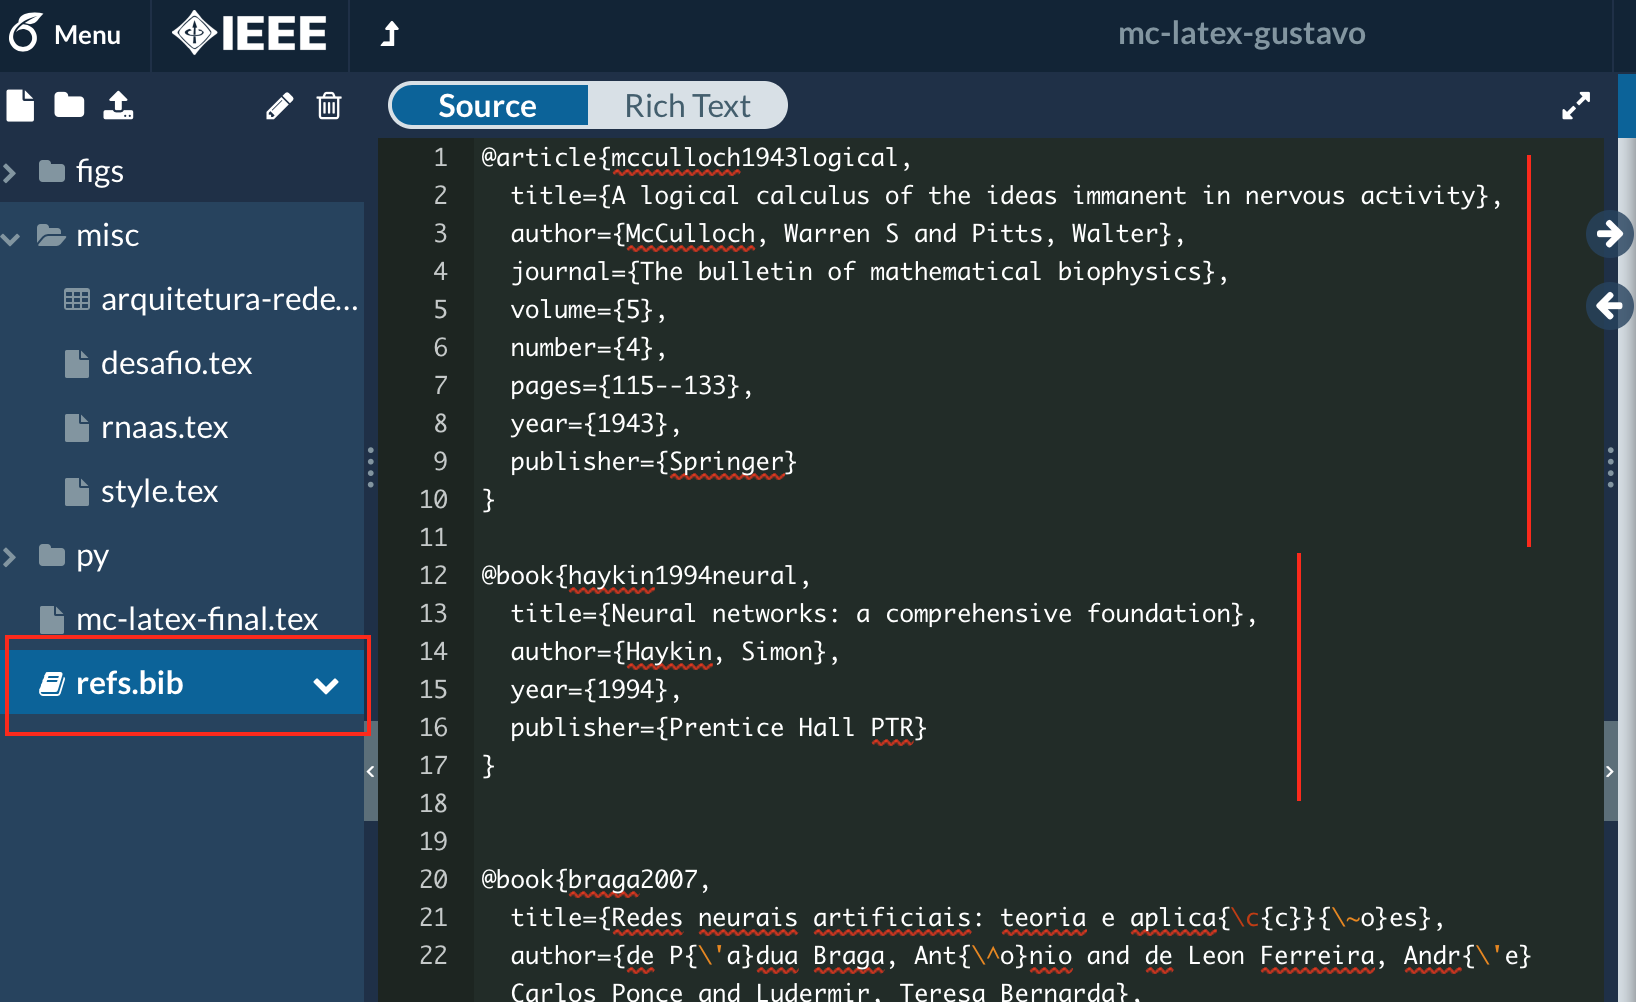 Menu
IEEE
mc-latex-gustavo
Source
Rich Text
figs
misc
arquitetura-rede...
desafio.tex
rnaas.tex
style.tex
py
mc-latex-final.tex
refs.bib
1 @article{mcculloch1943logical,
2 title={A logical calculus of the ideas immanent in nervous activity},
3 author={McCulloch, Warren S and Pitts, Walter},
4 journal={The bulletin of mathematical biophysics},
5 volume={5},
6 number={4},
7 pages={115--133},
8 year={1943},
9 publisher={Springer}
10 }
11
12 @book{haykin1994neural,
13 title={Neural networks: a comprehensive foundation},
14 author={Haykin, Simon},
15 year={1994},
16 publisher={Prentice Hall PTR}
17 }
18
19
20 @book{braga2007,
21 title={Redes neurais artificiais: teoria e aplica{\c{c}}{\~o}es},
22 author={de P{\'a}dua Braga, Ant{\^o}nio and de Leon Ferreira, Andr{\'e}
Carlos Ponce and Ludermir, Teresa Bernarda},